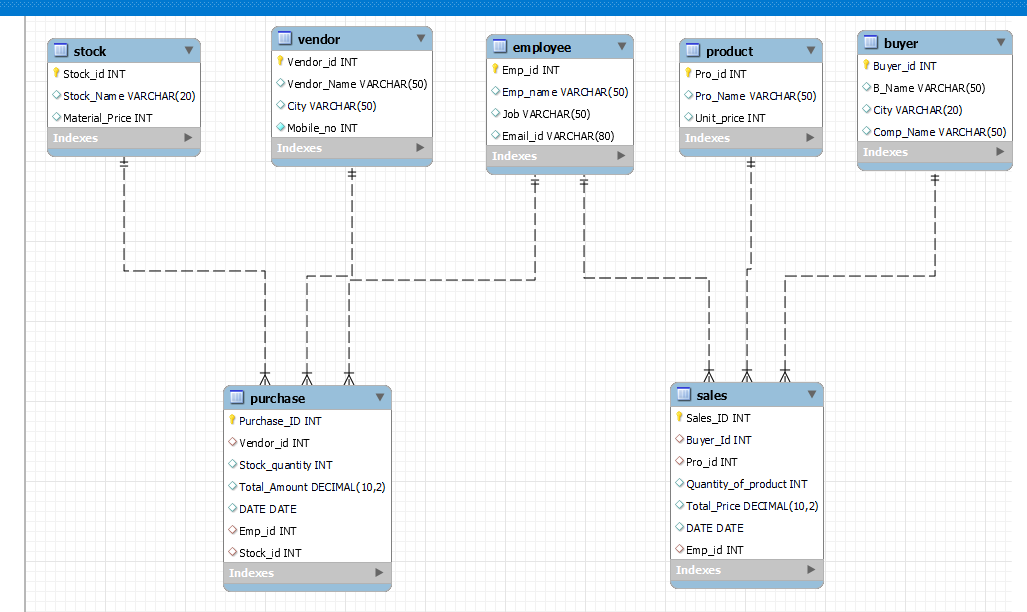 stock
Stock_id INT
Stock_Name VARCHAR(20)
Material_Price INT
Indexes
vendor
Vendor_id INT
Vendor_Name VARCHAR(50)
City VARCHAR(50)
Mobile_no INT
Indexes
employee
Emp_id INT
Emp_name VARCHAR(50)
Job VARCHAR(50)
Email_id VARCHAR(80)
Indexes
product
Pro_id INT
Pro_Name VARCHAR(50)
Unit_price INT
Indexes
buyer
Buyer_id INT
B_Name VARCHAR(50)
City VARCHAR(20)
Comp_Name VARCHAR(50)
Indexes
purchase
Purchase_ID INT
Vendor_id INT
Stock_quantity INT
Total_Amount DECIMAL(10,2)
DATE DATE
Emp_id INT
Stock_id INT
Indexes
sales
Sales_ID INT
Buyer_Id INT
Pro_id INT
Quantity_of_product INT
Total_Price DECIMAL(10,2)
DATE DATE
Emp_id INT
Indexes